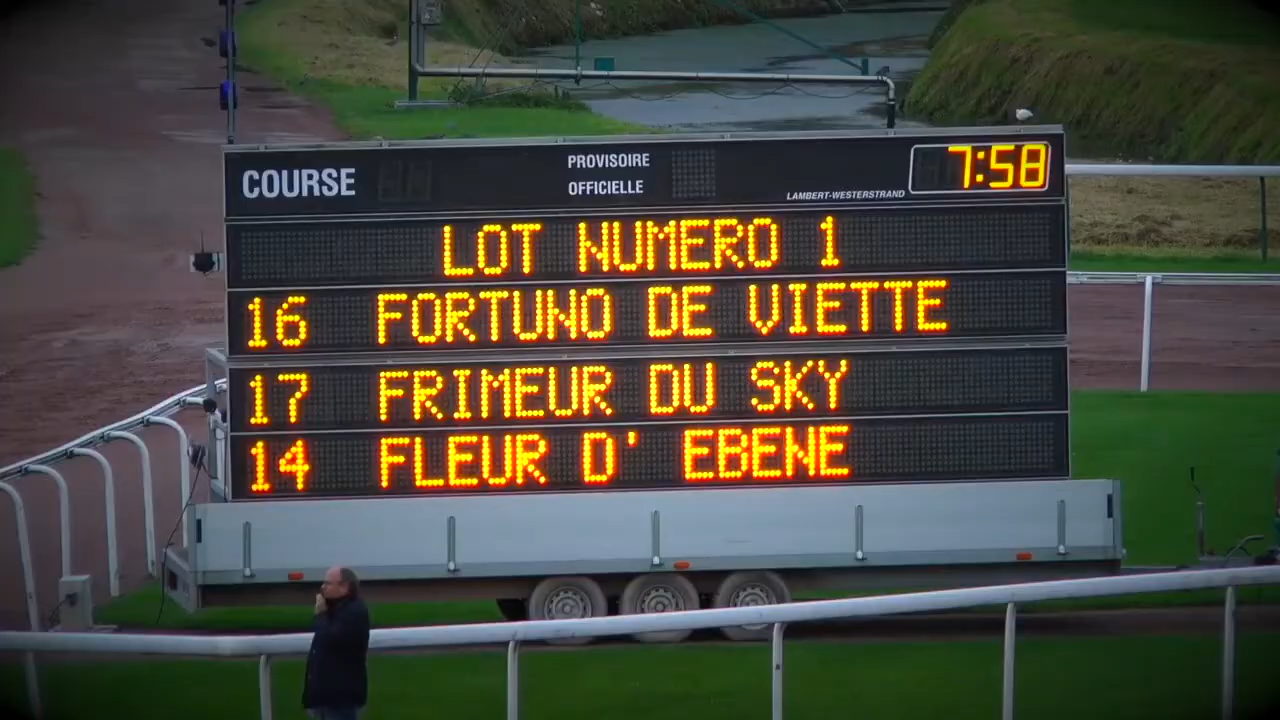 COURSE
PROVISOIRE
OFFICIELLE
LAMBERT-WESTERSTRAND
7:58
LOT NUMERO 1
16 FORTUNO DE VIETTE
17 FRIMEUR DU SKY
14 FLEUR D' EBENE